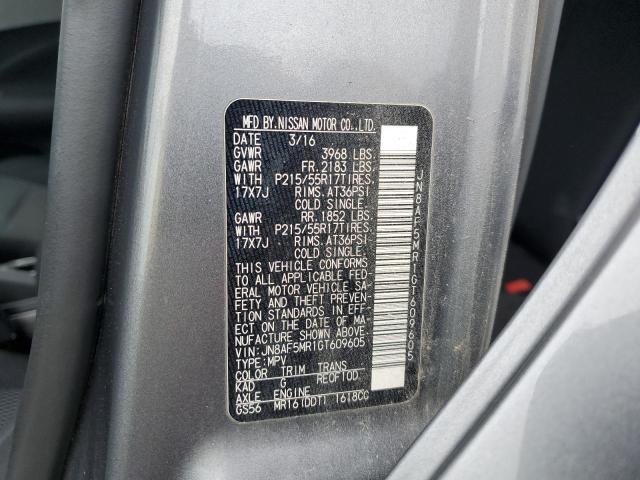 MFD BY.NISSAN MOTOR CO.,LTD.
DATE 3/16
GVWR 3968 LBS.
GAWR FR.2183 LBS.
WITH P215/55R17TIRES.
17X7J RIMS.AT36PSI
COLD SINGLE.
GAWR RR.1852 LBS.
WITH P215/55R17TIRES.
17X7J RIMS.AT36PSI
COLD SINGLE.
THIS VEHICLE CONFORMS
TO ALL APPLICABLE FED-
ERAL MOTOR VEHICLE SA-
FETY AND THEFT PREVEN-
TION STANDARDS IN EFF-
ECT ON THE DATE OF MA-
NUFACTURE SHOWN ABOVE.
VIN:JN8AF5MR1GT609605
TYPE:MPV
COLOR TRIM TRANS
KAD G RE0F10D
AXLE ENGINE
GS56 MR16(DDT) 1618CC
JN8AF5MR1GT609605